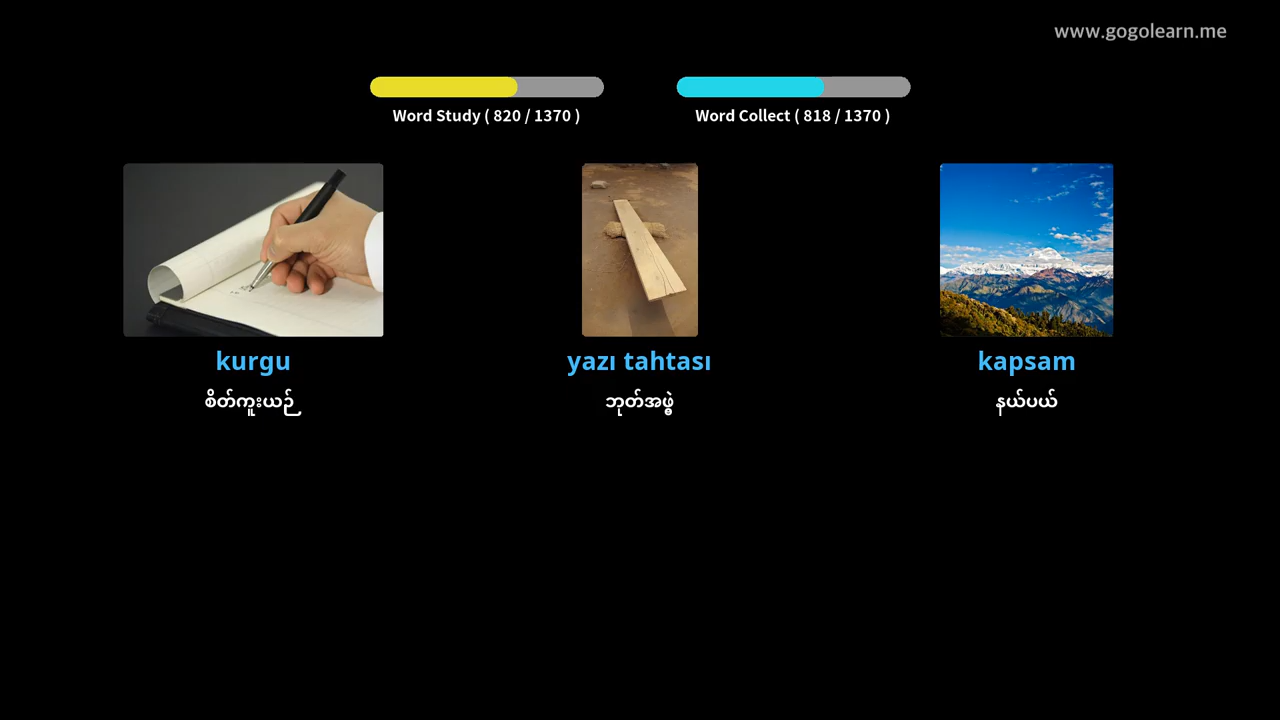 www.gogolearn.me
Word Study ( 820 / 1370 )
Word Collect ( 818 / 1370 )
kurgu
yazı tahtası
kapsam
စိတ်ကူးယဉ်
ဘုတ်အဖွဲ့
နယ်ပယ်